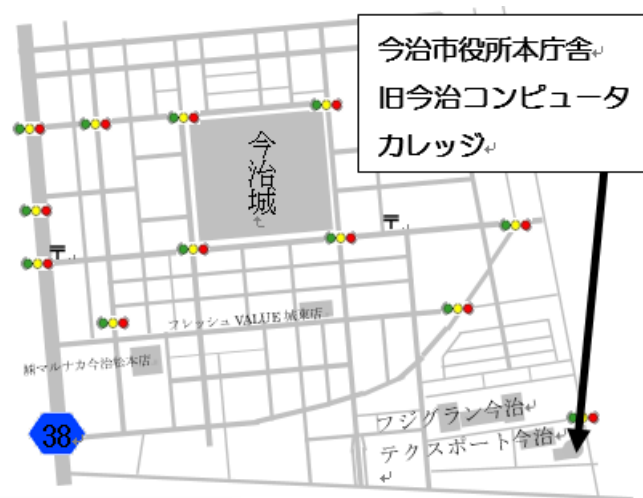 今治市役所本庁舎
旧今治コンピュータ
カレッジ
今治城
〒
〒
フレッシュ VALUE 城東店
㈱マルナカ今治松本店
38
フジグラン今治
テクスポート今治